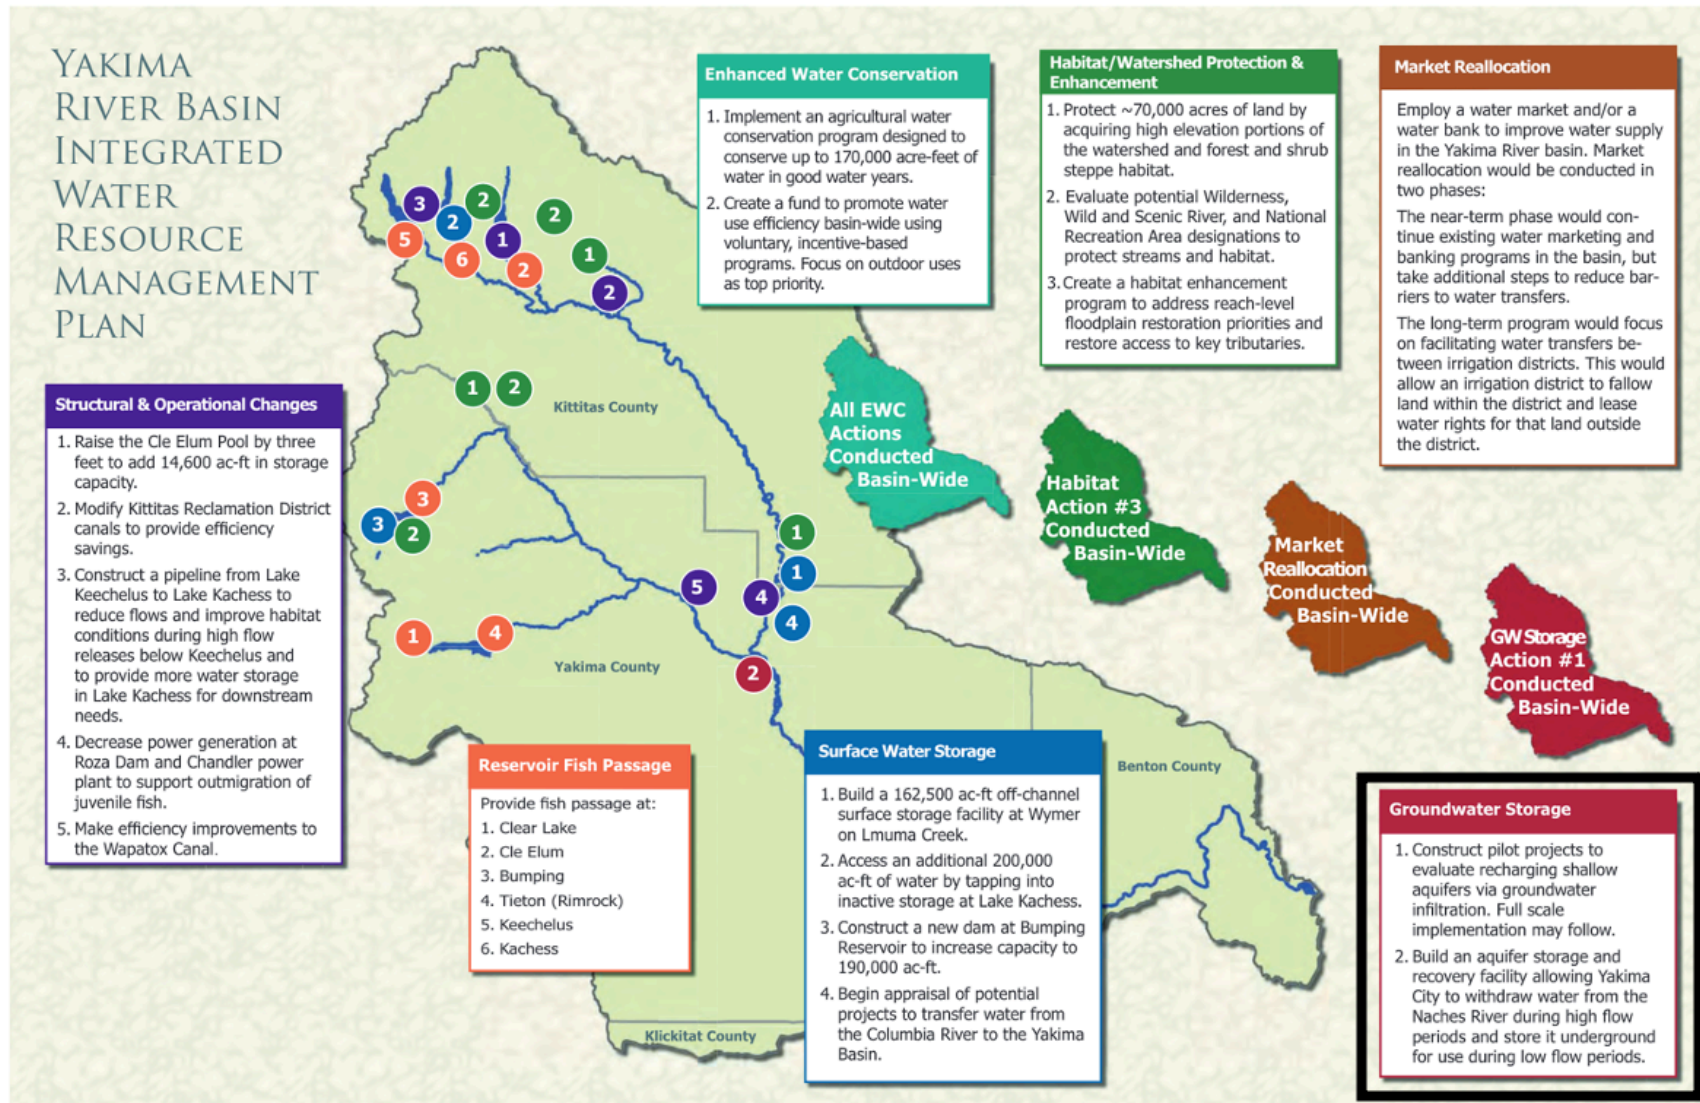 YAKIMA
RIVER BASIN
INTEGRATED
WATER
RESOURCE
MANAGEMENT
PLAN
Enhanced Water Conservation
1. Implement an agricultural water
conservation program designed to
conserve up to 170,000 acre-feet of
water in good water years.
2. Create a fund to promote water
use efficiency basin-wide using
voluntary, incentive-based
programs. Focus on outdoor uses
as top priority.
Habitat/Watershed Protection &
Enhancement
1. Protect ~70,000 acres of land by
acquiring high elevation portions of
the watershed and forest and shrub
steppe habitat.
2. Evaluate potential Wilderness,
Wild and Scenic River, and National
Recreation Area designations to
protect streams and habitat.
3. Create a habitat enhancement
program to address reach-level
floodplain restoration priorities and
restore access to key tributaries.
Market Reallocation
Employ a water market and/or a
water bank to improve water supply
in the Yakima River basin. Market
reallocation would be conducted in
two phases:
The near-term phase would con-
tinue existing water marketing and
banking programs in the basin, but
take additional steps to reduce bar-
riers to water transfers.
The long-term program would focus
on facilitating water transfers be-
tween irrigation districts. This would
allow an irrigation district to fallow
land within the district and lease
water rights for that land outside
the district.
3
2
2
2
5
6
1
2
1
2
1
2
Kittitas County
3
3
2
1
1
5
4
4
1
4
2
Yakima County
Benton County
Klickitat County
Structural & Operational Changes
1. Raise the Cle Elum Pool by three
feet to add 14,600 ac-ft in storage
capacity.
2. Modify Kittitas Reclamation District
canals to provide efficiency
savings.
3. Construct a pipeline from Lake
Keechelus to Lake Kachess to
reduce flows and improve habitat
conditions during high flow
releases below Keechelus and
to provide more water storage
in Lake Kachess for downstream
needs.
4. Decrease power generation at
Roza Dam and Chandler power
plant to support outmigration of
juvenile fish.
5. Make efficiency improvements to
the Wapatox Canal.
All EWC
Actions
Conducted
Basin-Wide
Habitat
Action #3
Conducted
Basin-Wide
Market
Reallocation
Conducted
Basin-Wide
GW Storage
Action #1
Conducted
Basin-Wide
Reservoir Fish Passage
Provide fish passage at:
1. Clear Lake
2. Cle Elum
3. Bumping
4. Tieton (Rimrock)
5. Keechelus
6. Kachess
Surface Water Storage
1. Build a 162,500 ac-ft off-channel
surface storage facility at Wymer
on Lmuma Creek.
2. Access an additional 200,000
ac-ft of water by tapping into
inactive storage at Lake Kachess.
3. Construct a new dam at Bumping
Reservoir to increase capacity to
190,000 ac-ft.
4. Begin appraisal of potential
projects to transfer water from
the Columbia River to the Yakima
Basin.
Groundwater Storage
1. Construct pilot projects to
evaluate recharging shallow
aquifers via groundwater
infiltration. Full scale
implementation may follow.
2. Build an aquifer storage and
recovery facility allowing Yakima
City to withdraw water from the
Naches River during high flow
periods and store it underground
for use during low flow periods.